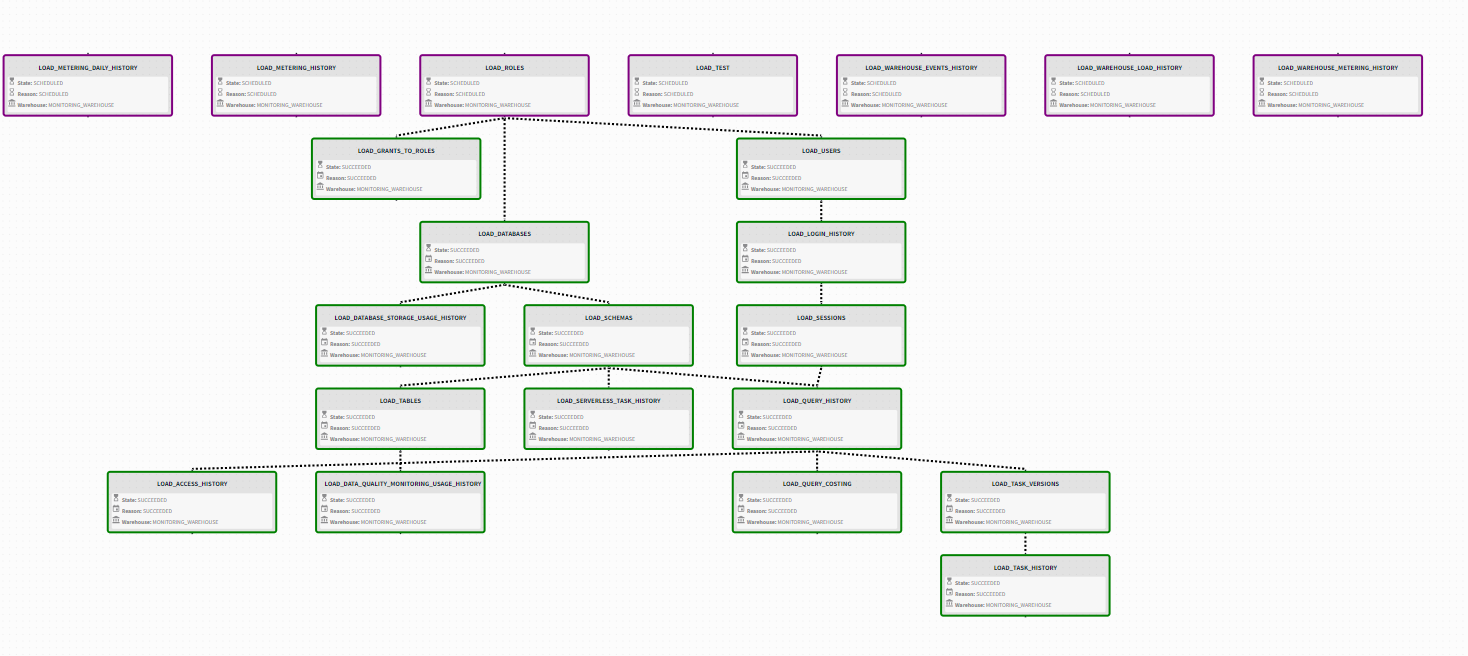 LOAD_METERING_DAILY_HISTORY
State: SCHEDULED
Reason: SCHEDULED
Warehouse: MONITORING_WAREHOUSE
LOAD_METERING_HISTORY
State: SCHEDULED
Reason: SCHEDULED
Warehouse: MONITORING_WAREHOUSE
LOAD_ROLES
State: SCHEDULED
Reason: SCHEDULED
Warehouse: MONITORING_WAREHOUSE
LOAD_TEST
State: SCHEDULED
Reason: SCHEDULED
Warehouse: MONITORING_WAREHOUSE
LOAD_WAREHOUSE_EVENTS_HISTORY
State: SCHEDULED
Reason: SCHEDULED
Warehouse: MONITORING_WAREHOUSE
LOAD_WAREHOUSE_LOAD_HISTORY
State: SCHEDULED
Reason: SCHEDULED
Warehouse: MONITORING_WAREHOUSE
LOAD_WAREHOUSE_METERING_HISTORY
State: SCHEDULED
Reason: SCHEDULED
Warehouse: MONITORING_WAREHOUSE
LOAD_GRANTS_TO_ROLES
State: SUCCEEDED
Reason: SUCCEEDED
Warehouse: MONITORING_WAREHOUSE
LOAD_USERS
State: SUCCEEDED
Reason: SUCCEEDED
Warehouse: MONITORING_WAREHOUSE
LOAD_DATABASES
State: SUCCEEDED
Reason: SUCCEEDED
Warehouse: MONITORING_WAREHOUSE
LOAD_LOGIN_HISTORY
State: SUCCEEDED
Reason: SUCCEEDED
Warehouse: MONITORING_WAREHOUSE
LOAD_DATABASE_STORAGE_USAGE_HISTORY
State: SUCCEEDED
Reason: SUCCEEDED
Warehouse: MONITORING_WAREHOUSE
LOAD_SCHEMAS
State: SUCCEEDED
Reason: SUCCEEDED
Warehouse: MONITORING_WAREHOUSE
LOAD_SESSIONS
State: SUCCEEDED
Reason: SUCCEEDED
Warehouse: MONITORING_WAREHOUSE
LOAD_TABLES
State: SUCCEEDED
Reason: SUCCEEDED
Warehouse: MONITORING_WAREHOUSE
LOAD_SERVERLESS_TASK_HISTORY
State: SUCCEEDED
Reason: SUCCEEDED
Warehouse: MONITORING_WAREHOUSE
LOAD_QUERY_HISTORY
State: SUCCEEDED
Reason: SUCCEEDED
Warehouse: MONITORING_WAREHOUSE
LOAD_ACCESS_HISTORY
State: SUCCEEDED
Reason: SUCCEEDED
Warehouse: MONITORING_WAREHOUSE
LOAD_DATA_QUALITY_MONITORING_USAGE_HISTORY
State: SUCCEEDED
Reason: SUCCEEDED
Warehouse: MONITORING_WAREHOUSE
LOAD_QUERY_COSTING
State: SUCCEEDED
Reason: SUCCEEDED
Warehouse: MONITORING_WAREHOUSE
LOAD_TASK_VERSIONS
State: SUCCEEDED
Reason: SUCCEEDED
Warehouse: MONITORING_WAREHOUSE
LOAD_TASK_HISTORY
State: SUCCEEDED
Reason: SUCCEEDED
Warehouse: MONITORING_WAREHOUSE